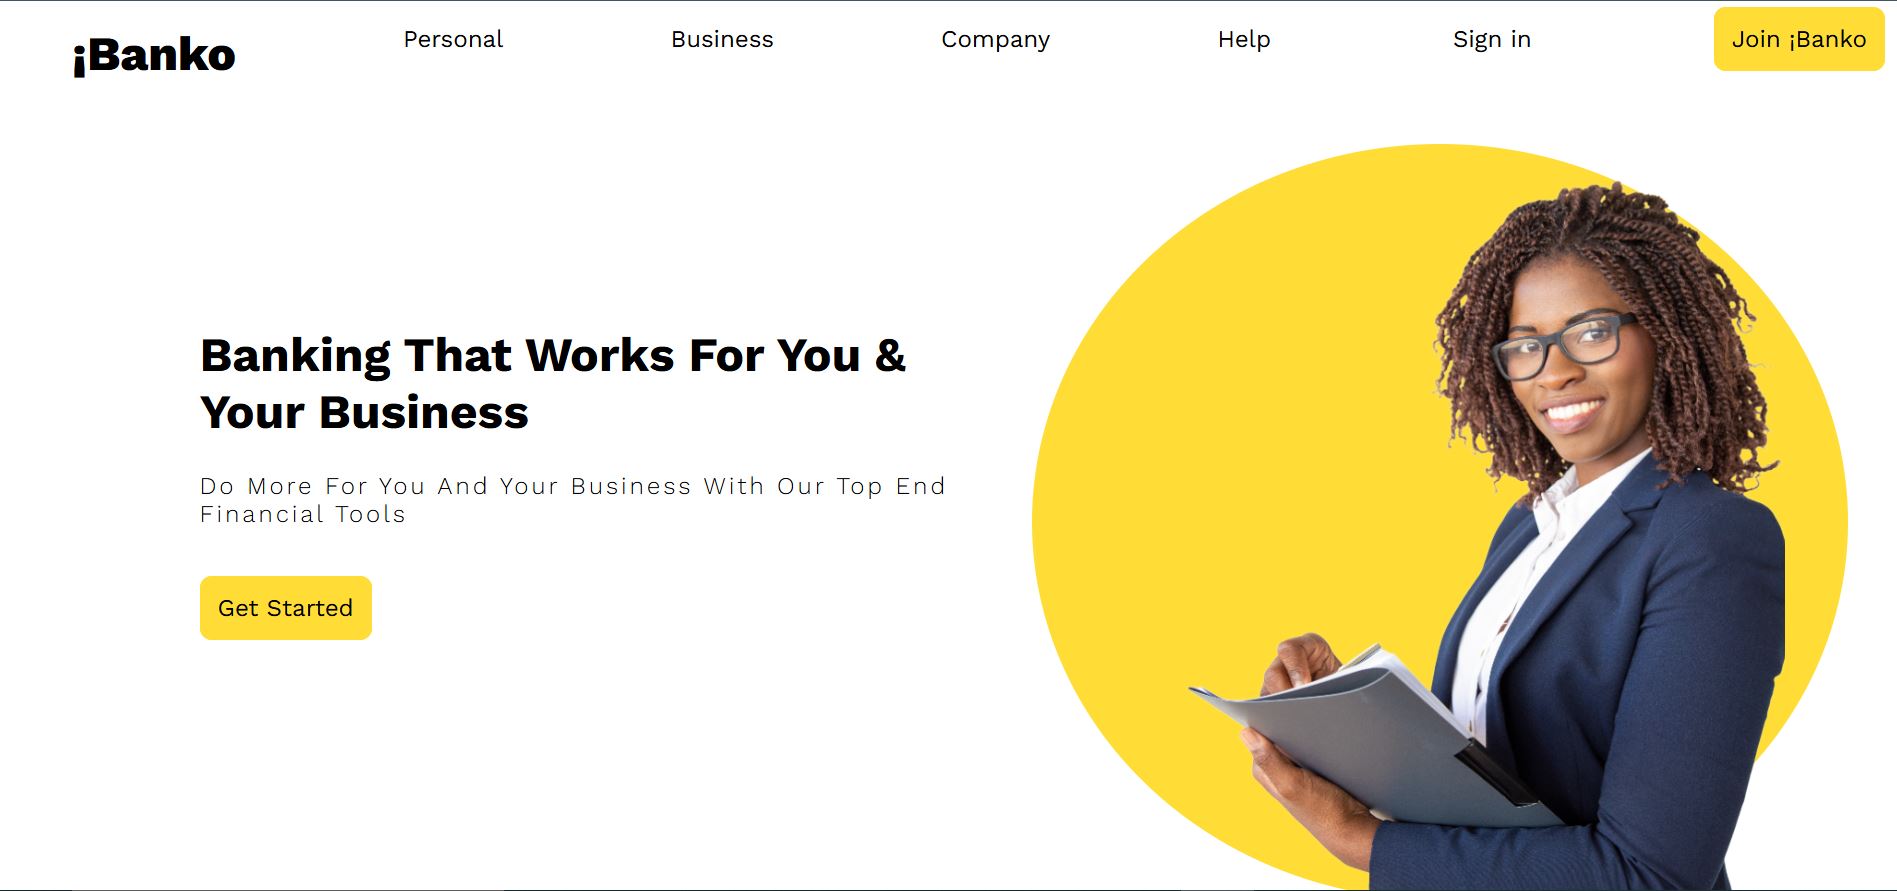 ¡Banko
Personal
Business
Company
Help
Sign in
Join ¡Banko
Banking That Works For You &
Your Business
Do More For You And Your Business With Our Top End
Financial Tools
Get Started